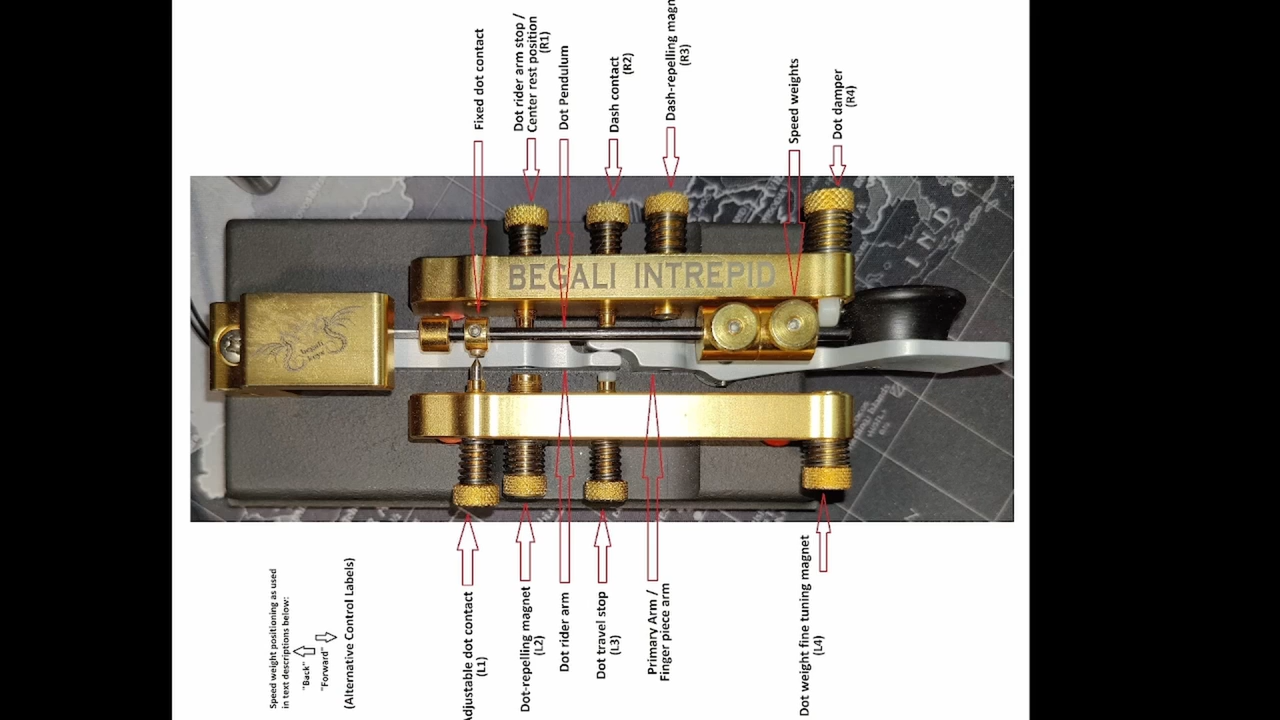 Fixed dot contact
Dot rider arm stop /
Center rest position
(R1)
Dot Pendulum
Dash contact
(R2)
Dash-repelling magn
(R3)
Speed weights
Dot damper
(R4)
BEGALI INTREPID
begali
keys
Speed weight positioning as used
in text descriptions below:
"Back"
"Forward"
(Alternative Control Labels)
Adjustable dot contact
(L1)
Dot-repelling magnet
(L2)
Dot rider arm
Dot travel stop
(L3)
Primary Arm /
Finger piece arm
Dot weight fine tuning magnet
(L4)